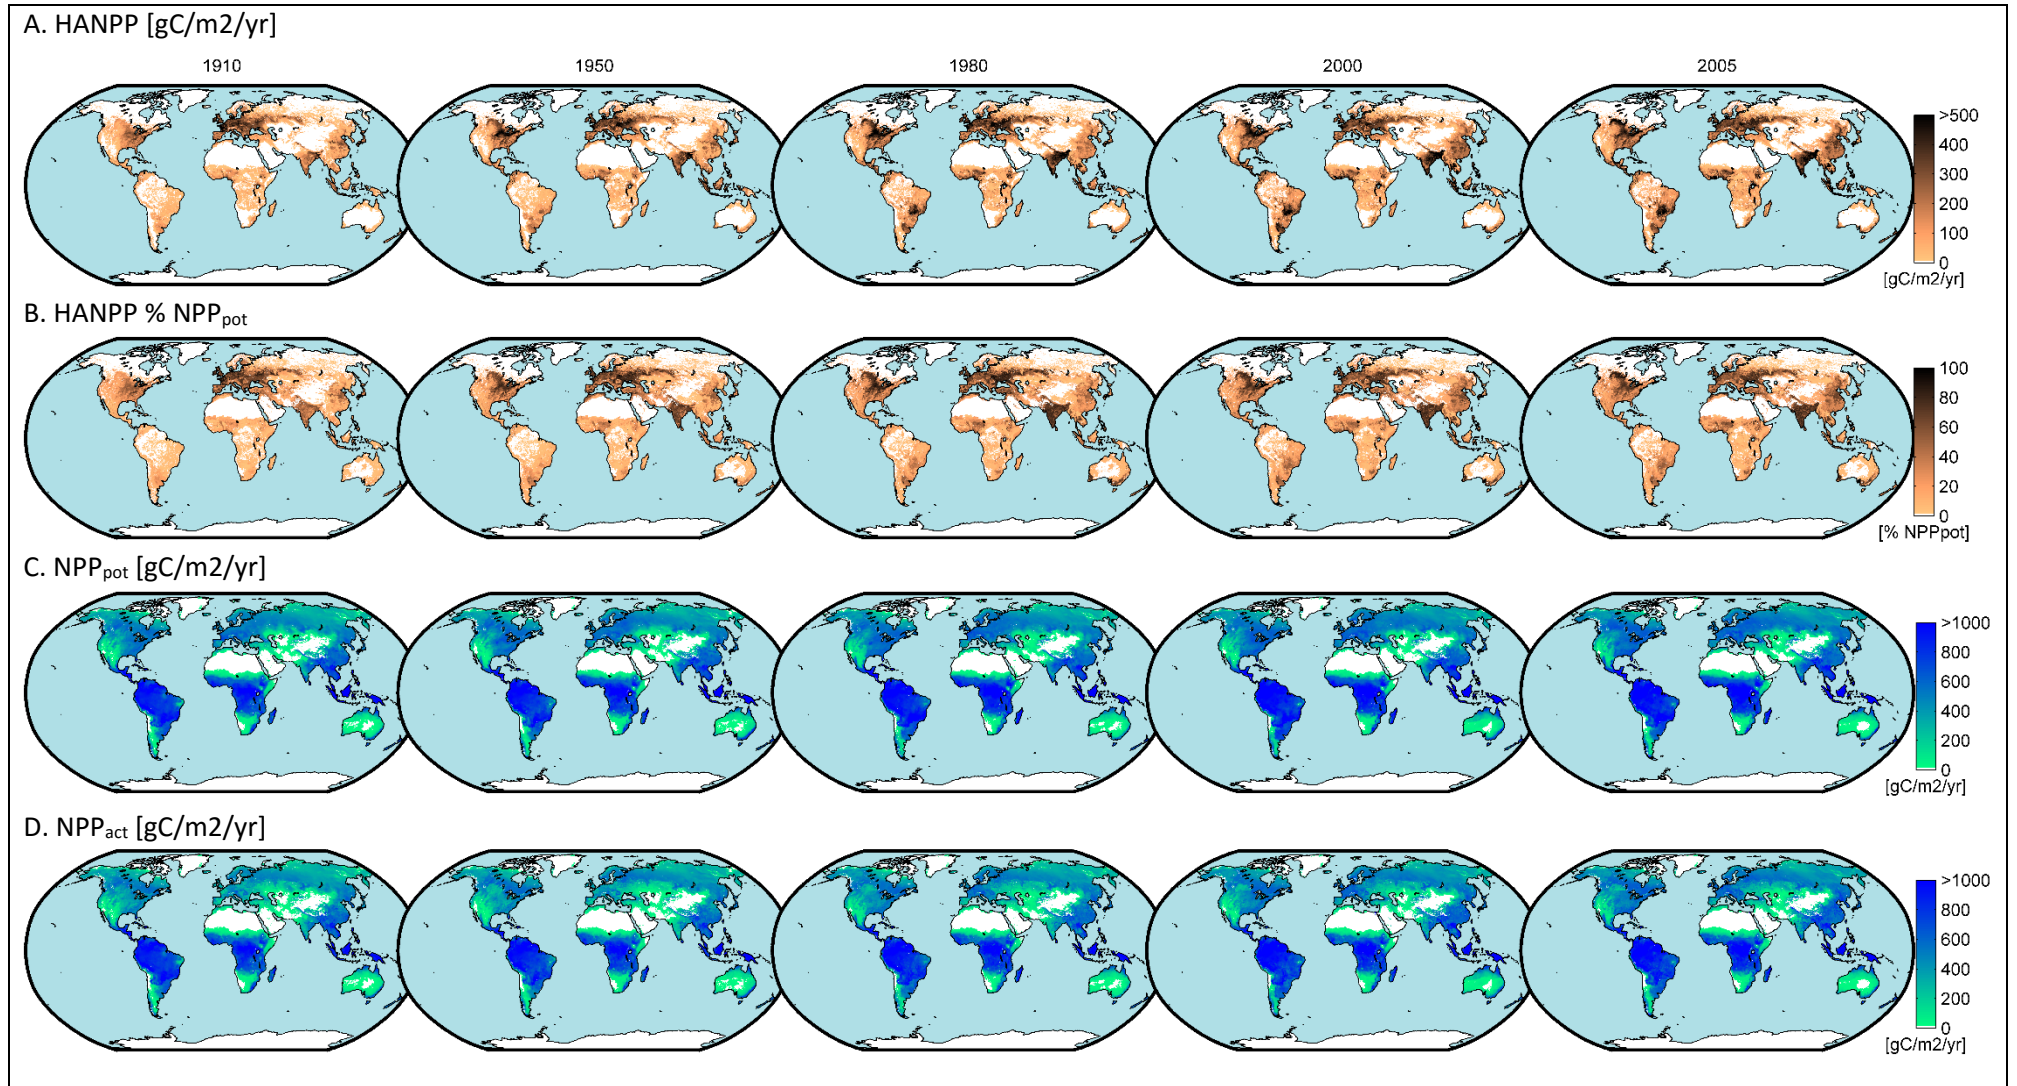 A. HANPP [gC/m2/yr]
1910 1950 1980 2000 2005
>500
400
300
200
100
0
[gC/m2/yr]
B. HANPP % NPPpot
100
80
60
40
20
0
[% NPPpot]
C. NPPpot [gC/m2/yr]
>1000
800
600
400
200
0
[gC/m2/yr]
D. NPPact [gC/m2/yr]
>1000
800
600
400
200
0
[gC/m2/yr]